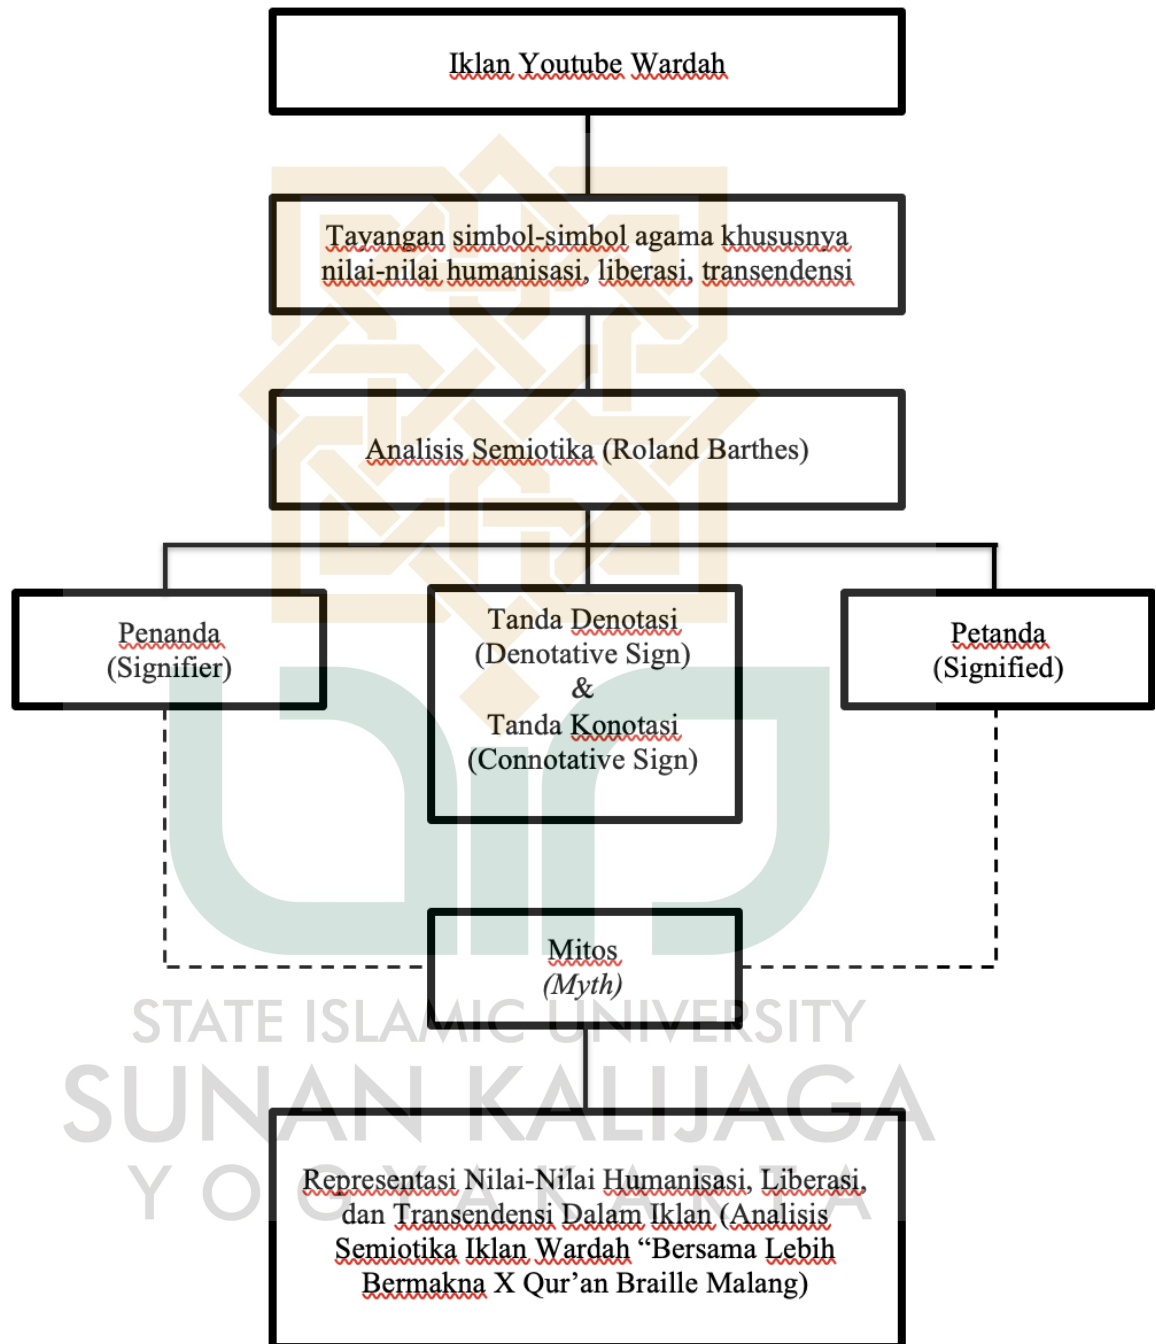 Iklan Youtube Wardah
Tayangan simbol-simbol agama khususnya
nilai-nilai humanisasi, liberasi, transendensi
Analisis Semiotika (Roland Barthes)
Penanda
(Signifier)
Tanda Denotasi
(Denotative Sign)
&
Tanda Konotasi
(Connotative Sign)
Petanda
(Signified)
Mitos
(Myth)
STATE ISLAMIC UNIVERSITY
SUNAN KALIJAGA
YOGYAKARTA
Representasi Nilai-Nilai Humanisasi, Liberasi,
dan Transendensi Dalam Iklan (Analisis
Semiotika Iklan Wardah “Bersama Lebih
Bermakna X Qur’an Braille Malang)